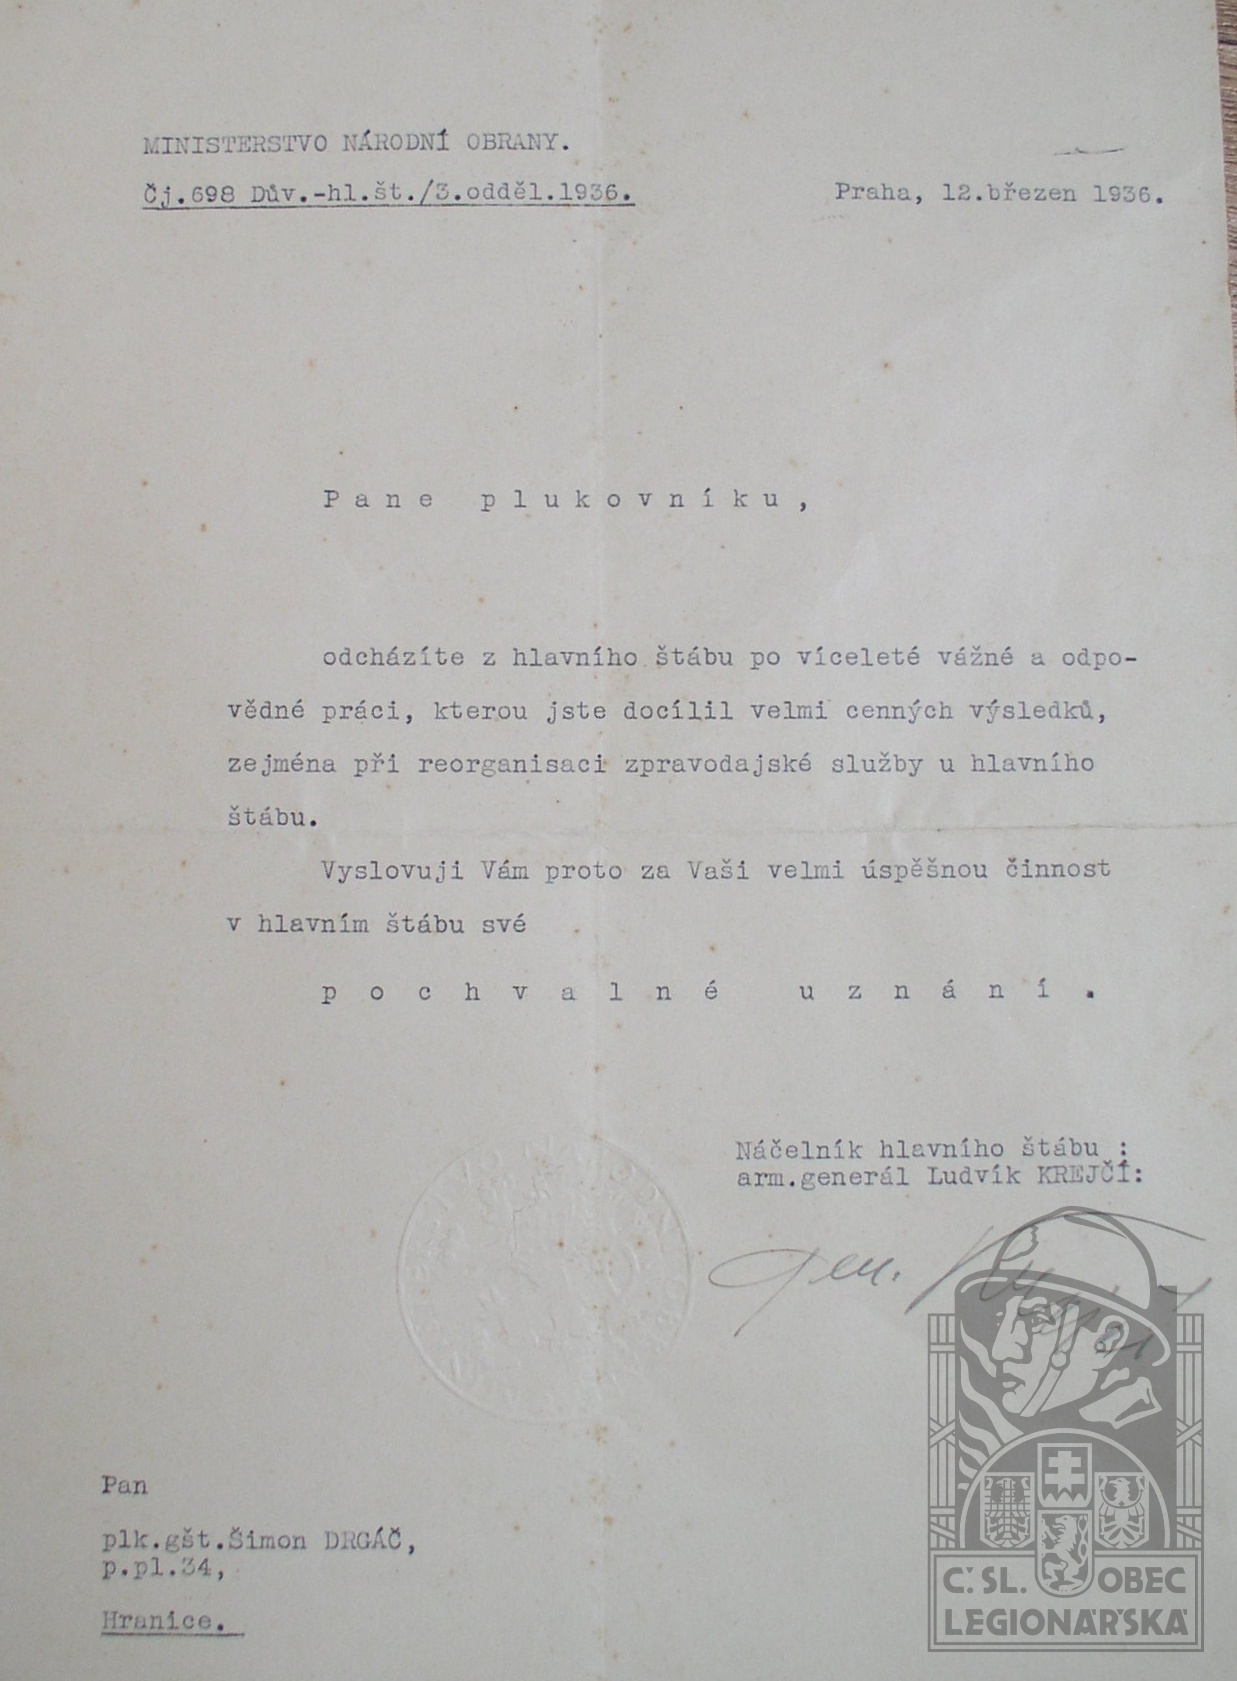 MINISTERSTVO NÁRODNÍ OBRANY.
Čj.698 Dův.-hl.št./3.odděl.1936.
Praha, 12.březen 1936.
Pane plukovníku,
odcházíte z hlavního štábu po víceleté vážné a odpo-
vědné práci, kterou jste docílil velmi cenných výsledků,
zejména při reorganisaci zpravodajské služby u hlavního
štábu.
Vyslovuji Vám proto za Vaši velmi úspěšnou činnost
v hlavním štábu své
pochvalné uznání.
Náčelník hlavního štábu :
arm.generál Ludvík KREJČÍ:
Gen. Krejčí
Pan
plk.gšt.Šimon DRGÁČ,
p.pl.34,
Hranice.
Č.SL. OBEC
LEGIONÁŘSKÁ